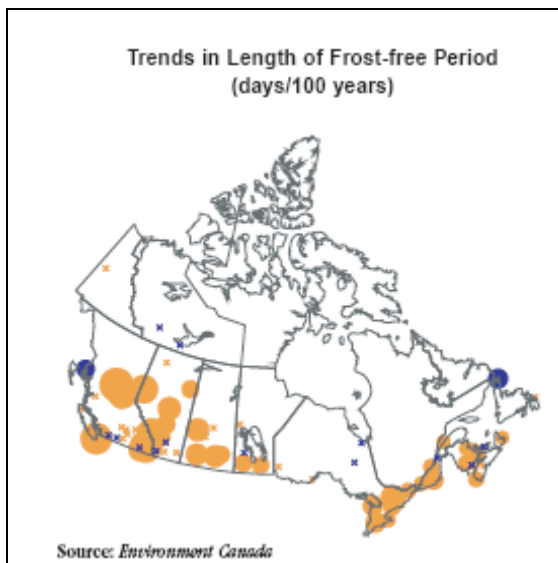 Trends in Length of Frost-free Period
(days/100 years)
Source: Environment Canada